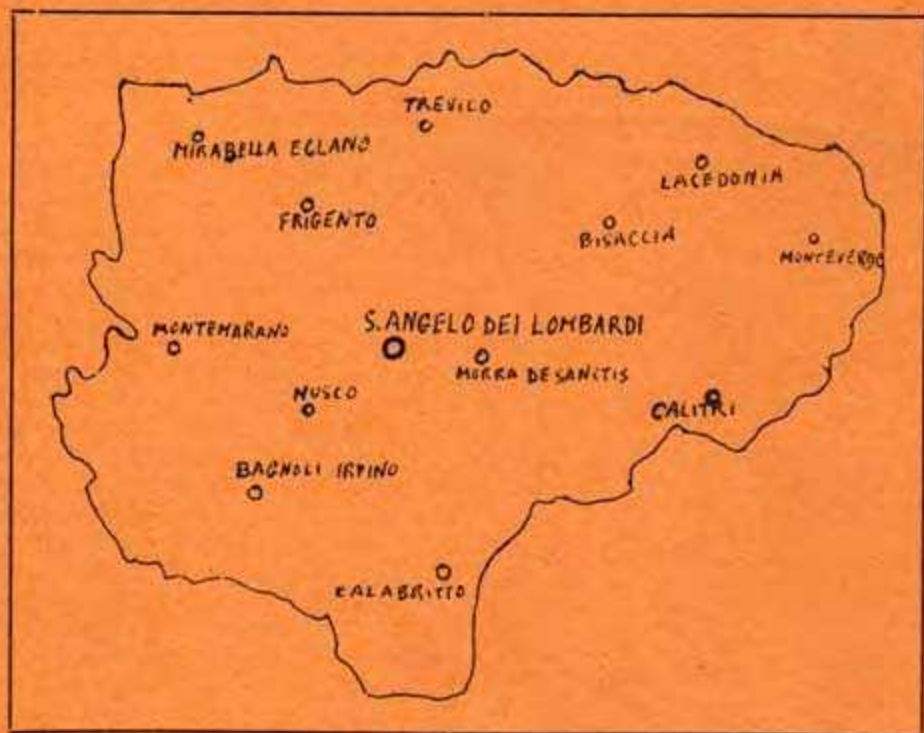 TREVICO
MIRABELLA ECLANO
LACEDONIA
FRIGENTO
BISACCIA
MONTEVERDE
S. ANGELO DEI LOMBARDI
MONTEMARANO
MORRA DE SANCTIS
NUSCO
CALITRI
BAGNOLI IRPINO
CALABRITTO